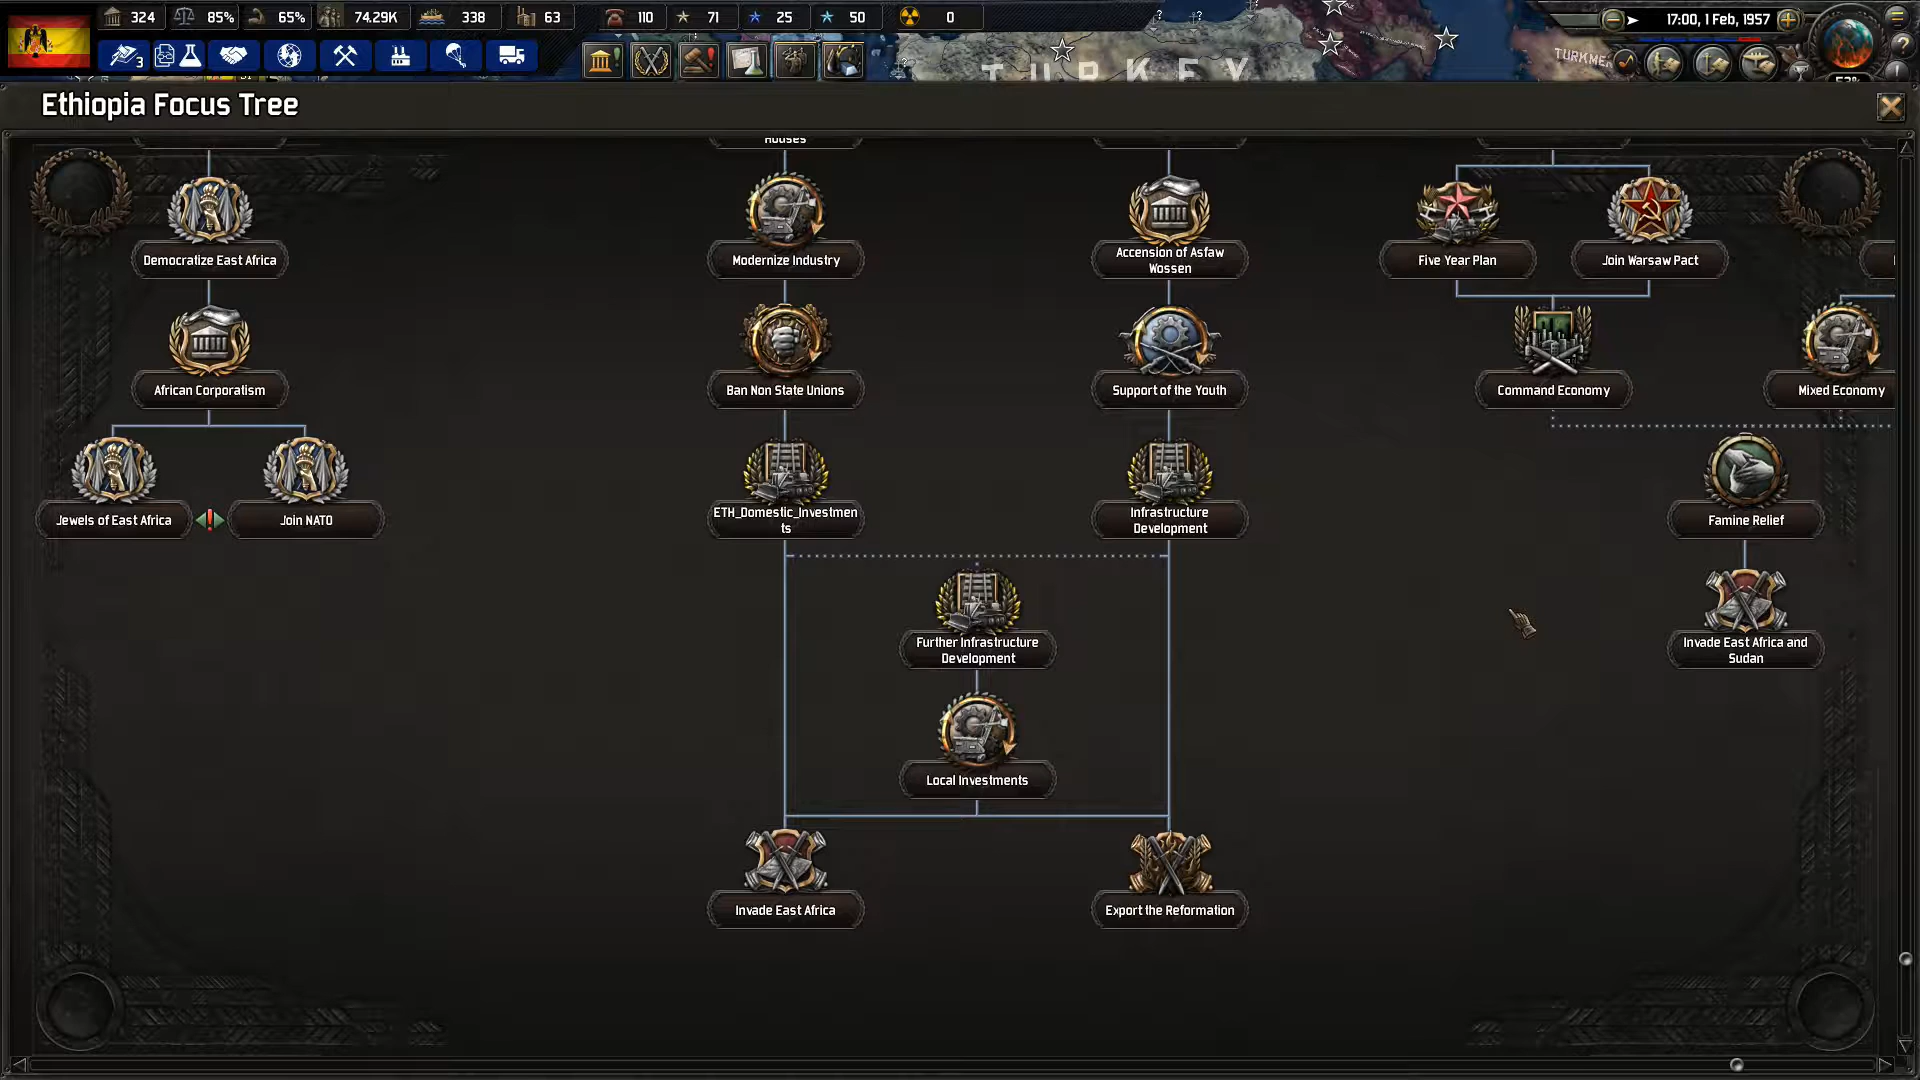 324
85%
65%
74.29K
338
63
110
71
25
50
0
17:00, 1 Feb, 1957
3
TURKEY
Ethiopia Focus Tree
Houses
Democratize East Africa
Modernize Industry
Accension of Asfaw
Wossen
Five Year Plan
Join Warsaw Pact
African Corporatism
Ban Non State Unions
Support of the Youth
Command Economy
Mixed Economy
Jewels of East Africa
Join NATO
ETH_Domestic_Investmen
ts
Infrastructure
Development
Famine Relief
Further Infrastructure
Development
Invade East Africa and
Sudan
Local Investments
Invade East Africa
Export the Reformation